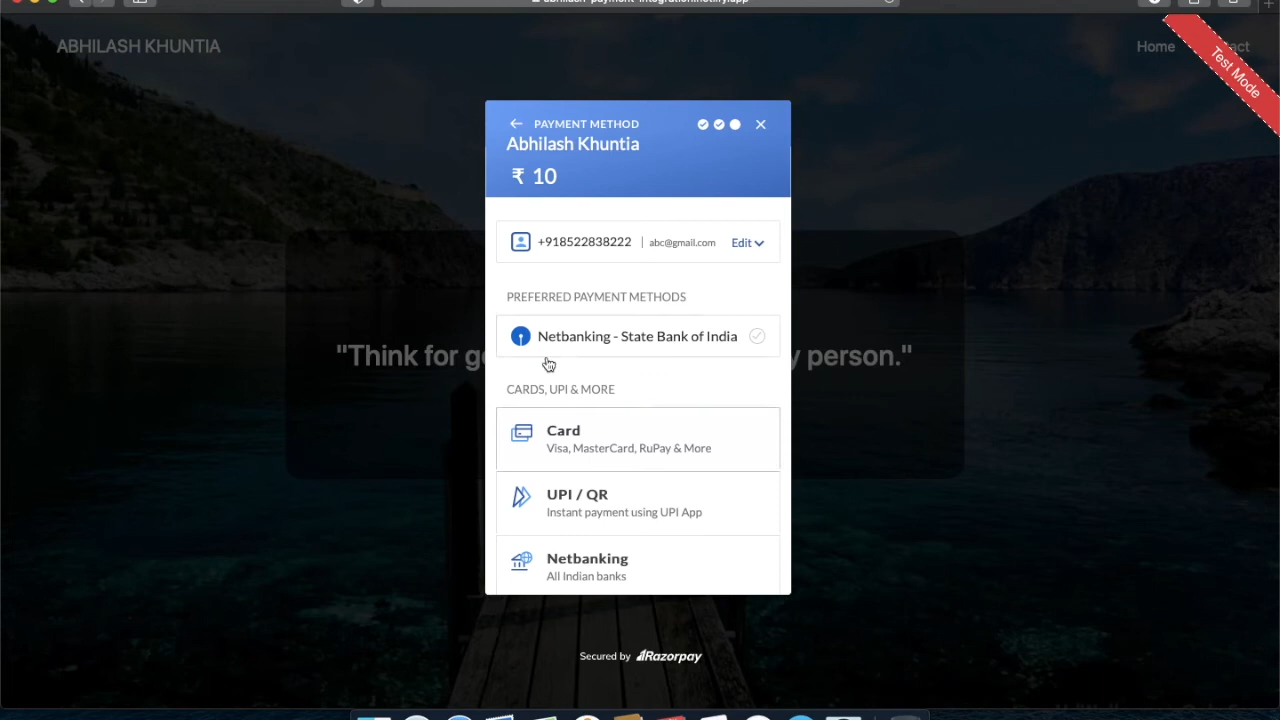 ABHILASH KHUNTIA
Home
Test Mode
PAYMENT METHOD
Abhilash Khuntia
₹ 10
+918522838222 | abc@gmail.com Edit
PREFERRED PAYMENT METHODS
Netbanking - State Bank of India
"Think for
y person."
CARDS, UPI & MORE
Card
Visa, MasterCard, RuPay & More
UPI / QR
Instant payment using UPI App
Netbanking
All Indian banks
Secured by Razorpay